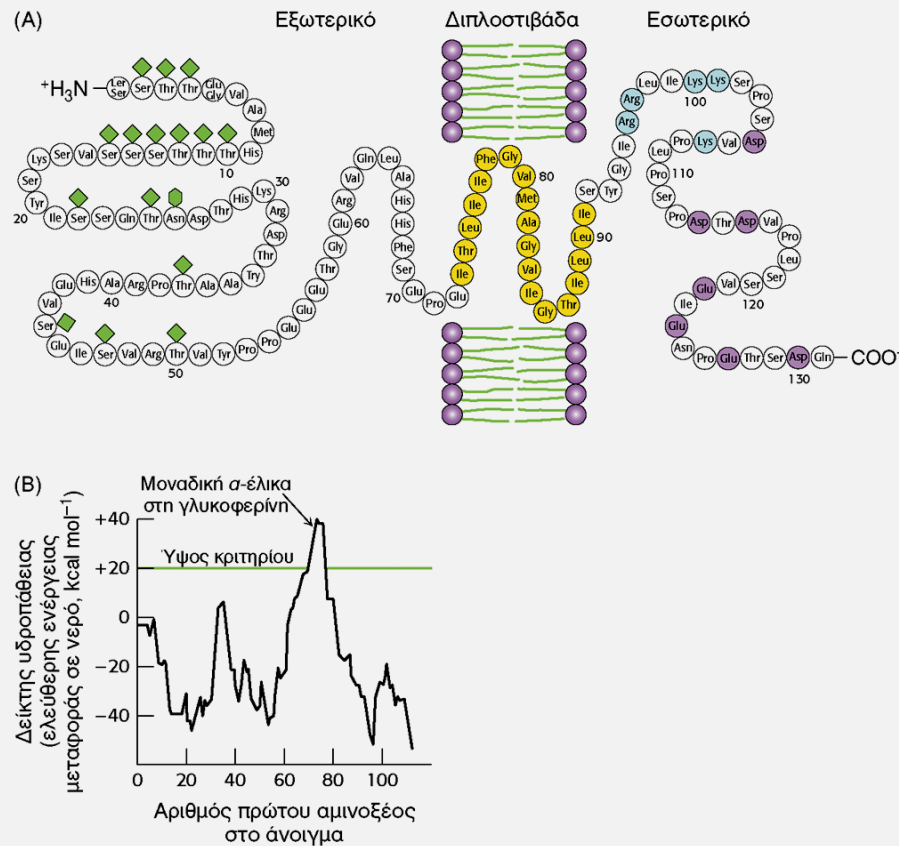 (A)
Εξωτερικό
Διπλοστιβάδα
Εσωτερικό
⁺H₃N
Ler Ser Ser Thr Thr Glu Gly Val
Ala
Met
His Thr Thr Thr Ser Ser Ser Val Ser Lys
10
Ser
Tyr
20
Ile Ser Ser Gln Thr Asn Asp Thr His Lys
30
Arg
Asp
Thr
Try Ala Ala Thr Pro Arg Ala His Glu
40
Val
Ser
Glu
Ile Ser Val Arg Thr Val Tyr Pro Pro
50
Glu
Glu
Glu
Thr
Gly
Glu
60
Arg
Val
Gln Leu
Ala
His
His
Phe
Ser
Glu
70
Pro Glu
Ile
Thr
Leu
Ile
Ile
Phe Gly
Val
80
Met
Ala
Gly
Val
Ile
Gly Thr
Ile
Leu
Leu
90
Ile
Ser Tyr
Gly
Ile
Arg
Arg
Leu Ile Lys Lys Ser
100
Pro
Ser
Asp Val Lys Pro Leu
110
Pro
Ser
Pro Asp Thr Asp Val
Pro
Leu
Ser Ser Val Glu
120
Ile
Glu
Asn
Pro Glu Thr Ser Asp Gln
130
COO⁻
(B)
Μοναδική α-έλικα
στη γλυκοφερίνη
Ύψος κριτηρίου
Δείκτης υδροπάθειας
(ελεύθερης ενέργειας
μεταφοράς σε νερό, kcal mol⁻¹)
+40
+20
0
−20
−40
0 20 40 60 80 100
Αριθμός πρώτου αμινοξέος
στο άνοιγμα